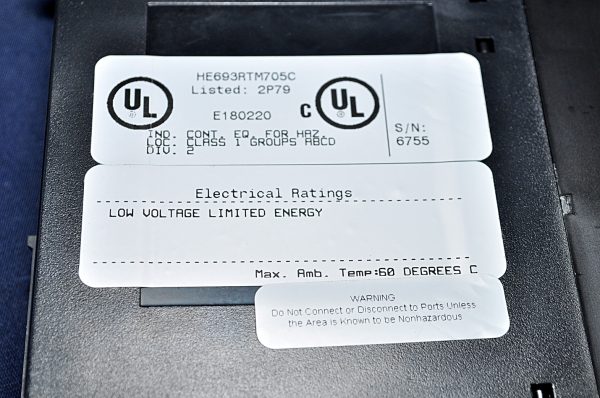 HE693RTM705C
Listed: 2P79
UL
E180220
C UL
IND. CONT. EQ. FOR HAZ.
LOC. CLASS I GROUPS ABCD
DIV. 2
S/N:
6755
Electrical Ratings
LOW VOLTAGE LIMITED ENERGY
Max. Amb. Temp:60 DEGREES C
WARNING
Do Not Connect or Disconnect to Ports Unless
the Area is Known to be Nonhazardous